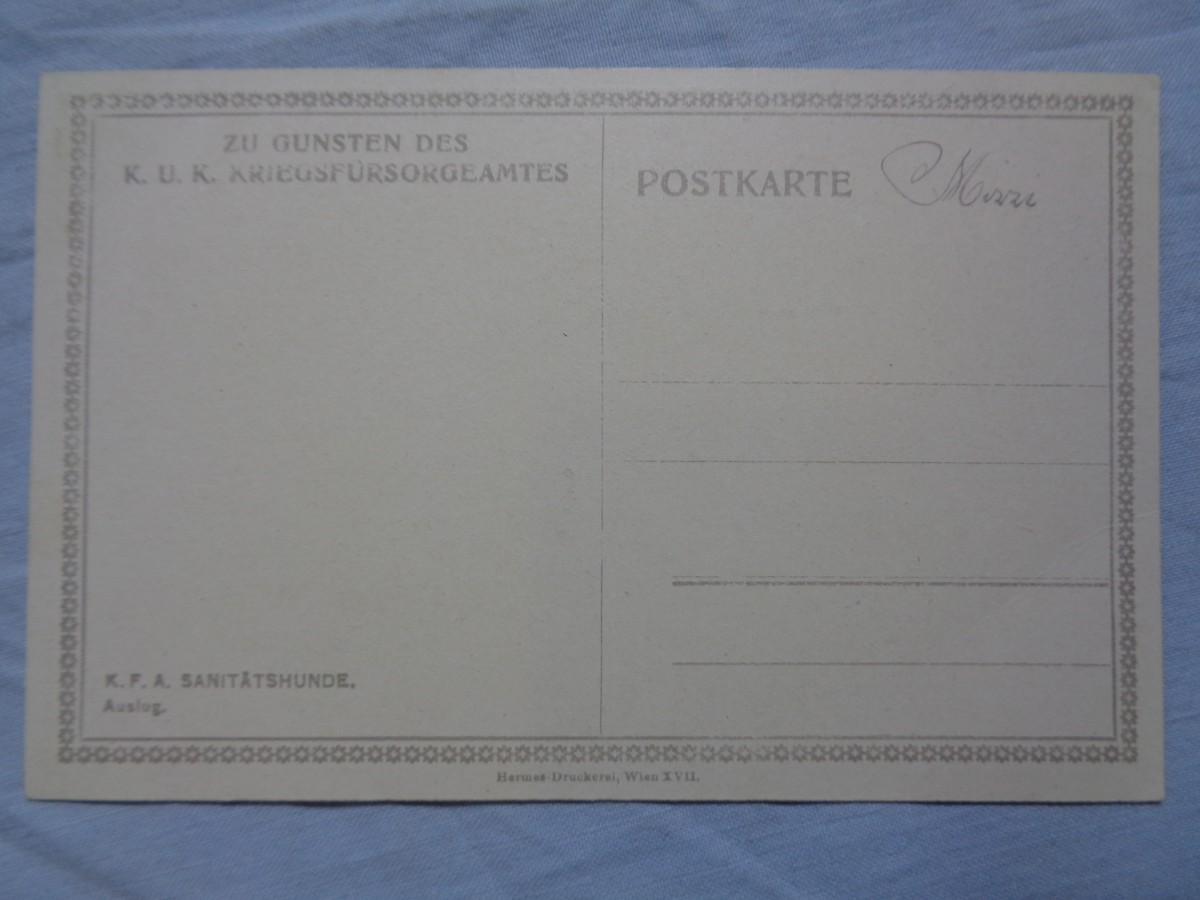 ZU GUNSTEN DES
K. U. K. KRIEGSFÜRSORGEAMTES
POSTKARTE
Mizzi
K. F. A. SANITÄTSHUNDE.
Auslug.
Hermes-Druckerei, Wien XVII.